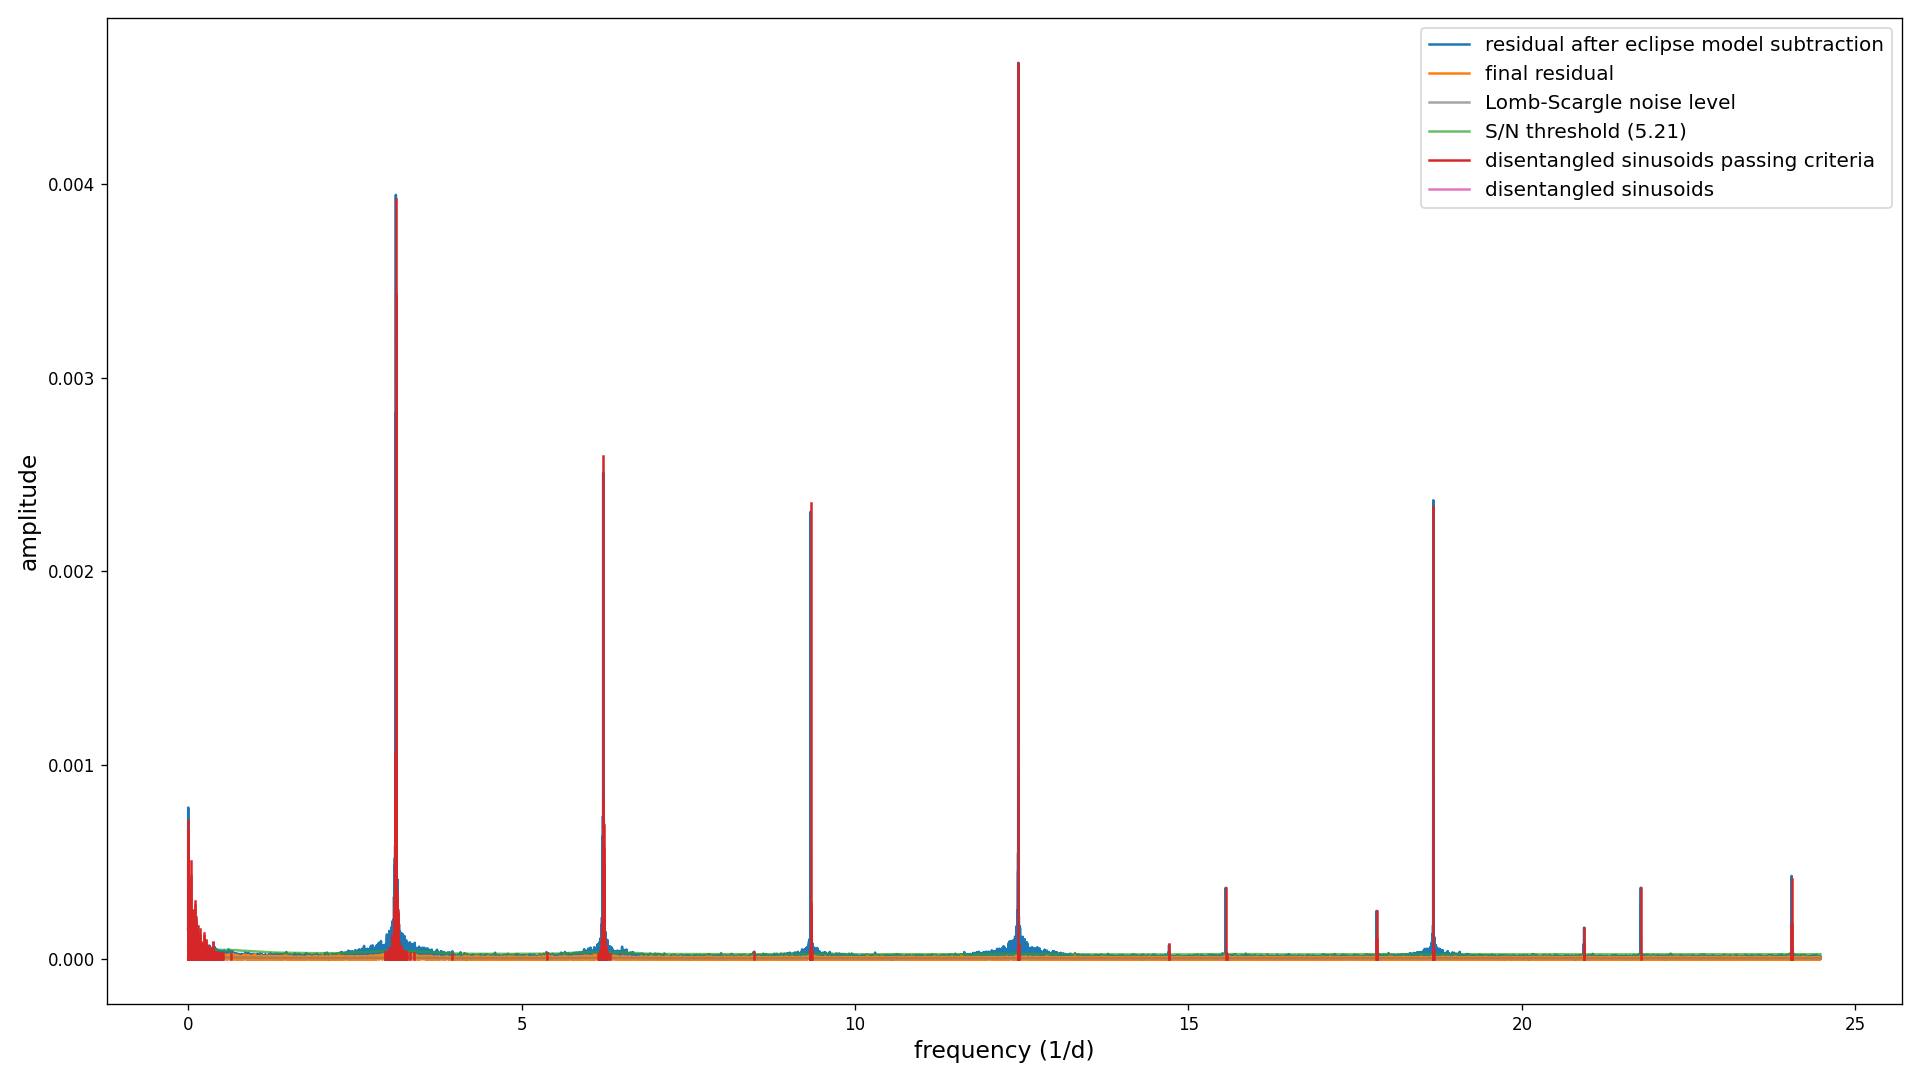 residual after eclipse model subtraction
final residual
Lomb-Scargle noise level
S/N threshold (5.21)
disentangled sinusoids passing criteria
disentangled sinusoids
0.004
0.003
0.002
0.001
0.000
amplitude
0 5 10 15 20 25
frequency (1/d)